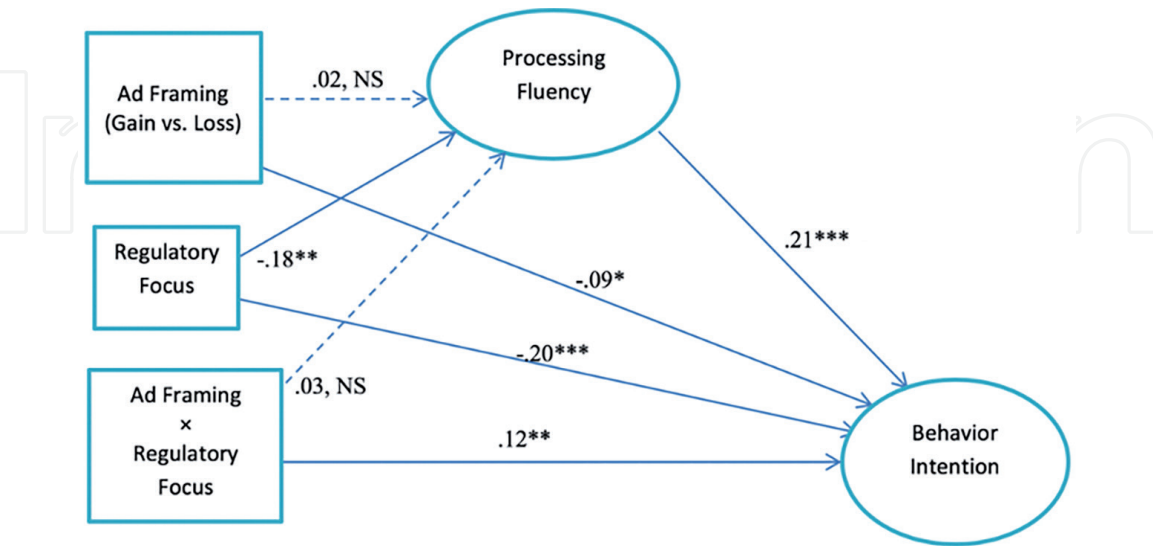 Ad Framing
(Gain vs. Loss)
.02, NS
Processing
Fluency
Regulatory
Focus
-.18**
.21***
-.09*
-.20***
Ad Framing
×
Regulatory
Focus
.03, NS
.12**
Behavior
Intention